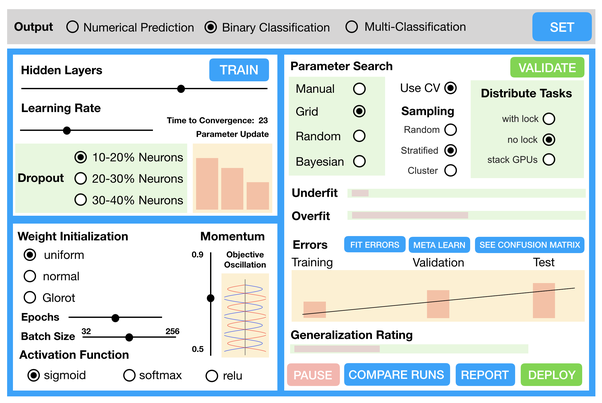 Output Numerical Prediction Binary Classification Multi-Classification SET
Hidden Layers TRAIN
Learning Rate
Time to Convergence: 23
Parameter Update
Dropout
10-20% Neurons
20-30% Neurons
30-40% Neurons
Weight Initialization
uniform
normal
Glorot
Epochs
Batch Size 32 256
Activation Function
sigmoid softmax relu
Momentum
0.9
0.5
Objective
Oscillation
Parameter Search VALIDATE
Manual
Grid
Random
Bayesian
Use CV
Sampling
Random
Stratified
Cluster
Distribute Tasks
with lock
no lock
stack GPUs
Underfit
Overfit
Errors FIT ERRORS META LEARN SEE CONFUSION MATRIX
Training Validation Test
Generalization Rating
PAUSE COMPARE RUNS REPORT DEPLOY